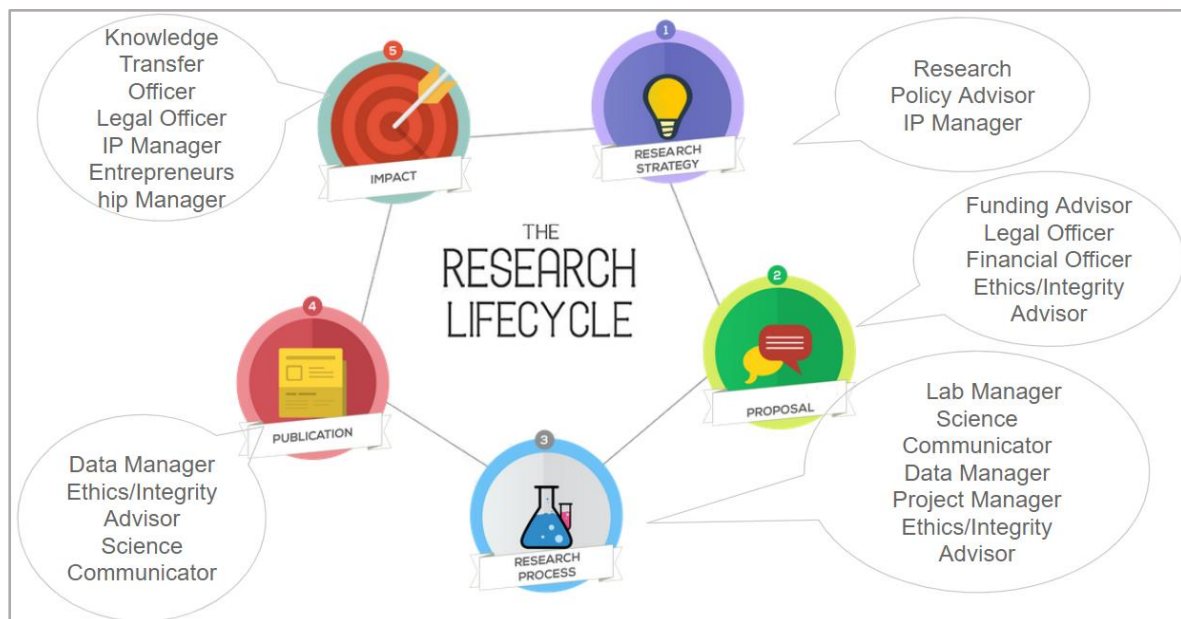 THE
RESEARCH
LIFECYCLE
1
RESEARCH
STRATEGY
Research
Policy Advisor
IP Manager
2
PROPOSAL
Funding Advisor
Legal Officer
Financial Officer
Ethics/Integrity
Advisor
3
RESEARCH
PROCESS
Lab Manager
Science
Communicator
Data Manager
Project Manager
Ethics/Integrity
Advisor
4
PUBLICATION
Data Manager
Ethics/Integrity
Advisor
Science
Communicator
5
IMPACT
Knowledge
Transfer
Officer
Legal Officer
IP Manager
Entrepreneurs
hip Manager